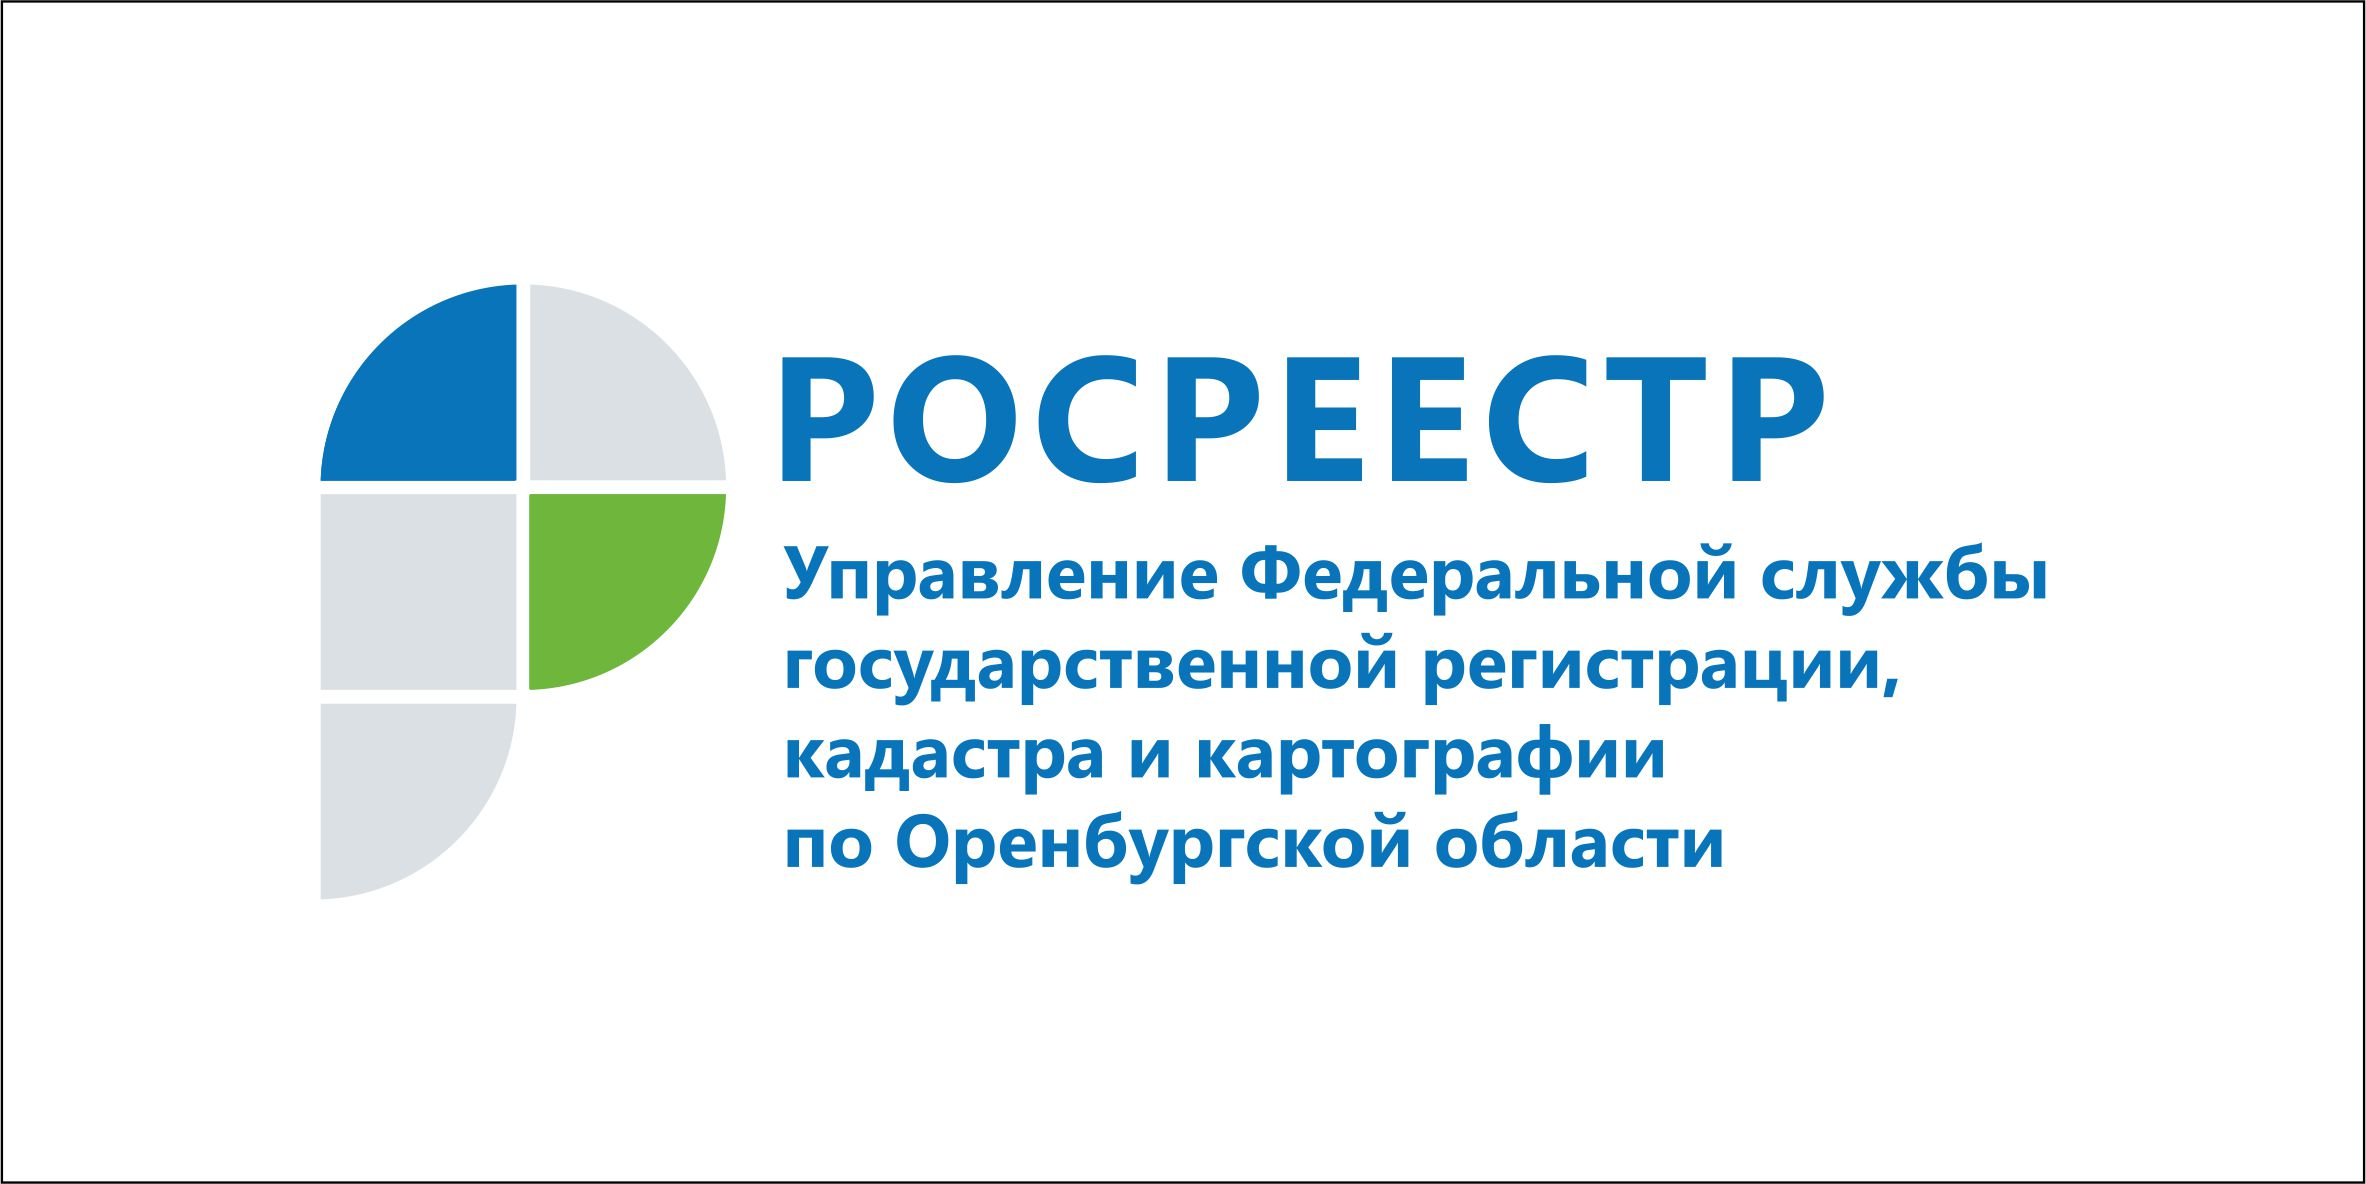 РОСРЕЕСТР
Управление Федеральной службы
государственной регистрации,
кадастра и картографии
по Оренбургской области